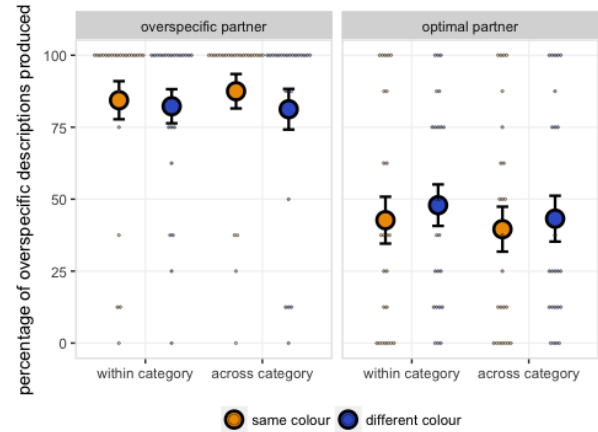 overspecific partner
optimal partner
percentage of overspecific descriptions produced
100
75
50
25
0
within category
across category
within category
across category
same colour
different colour